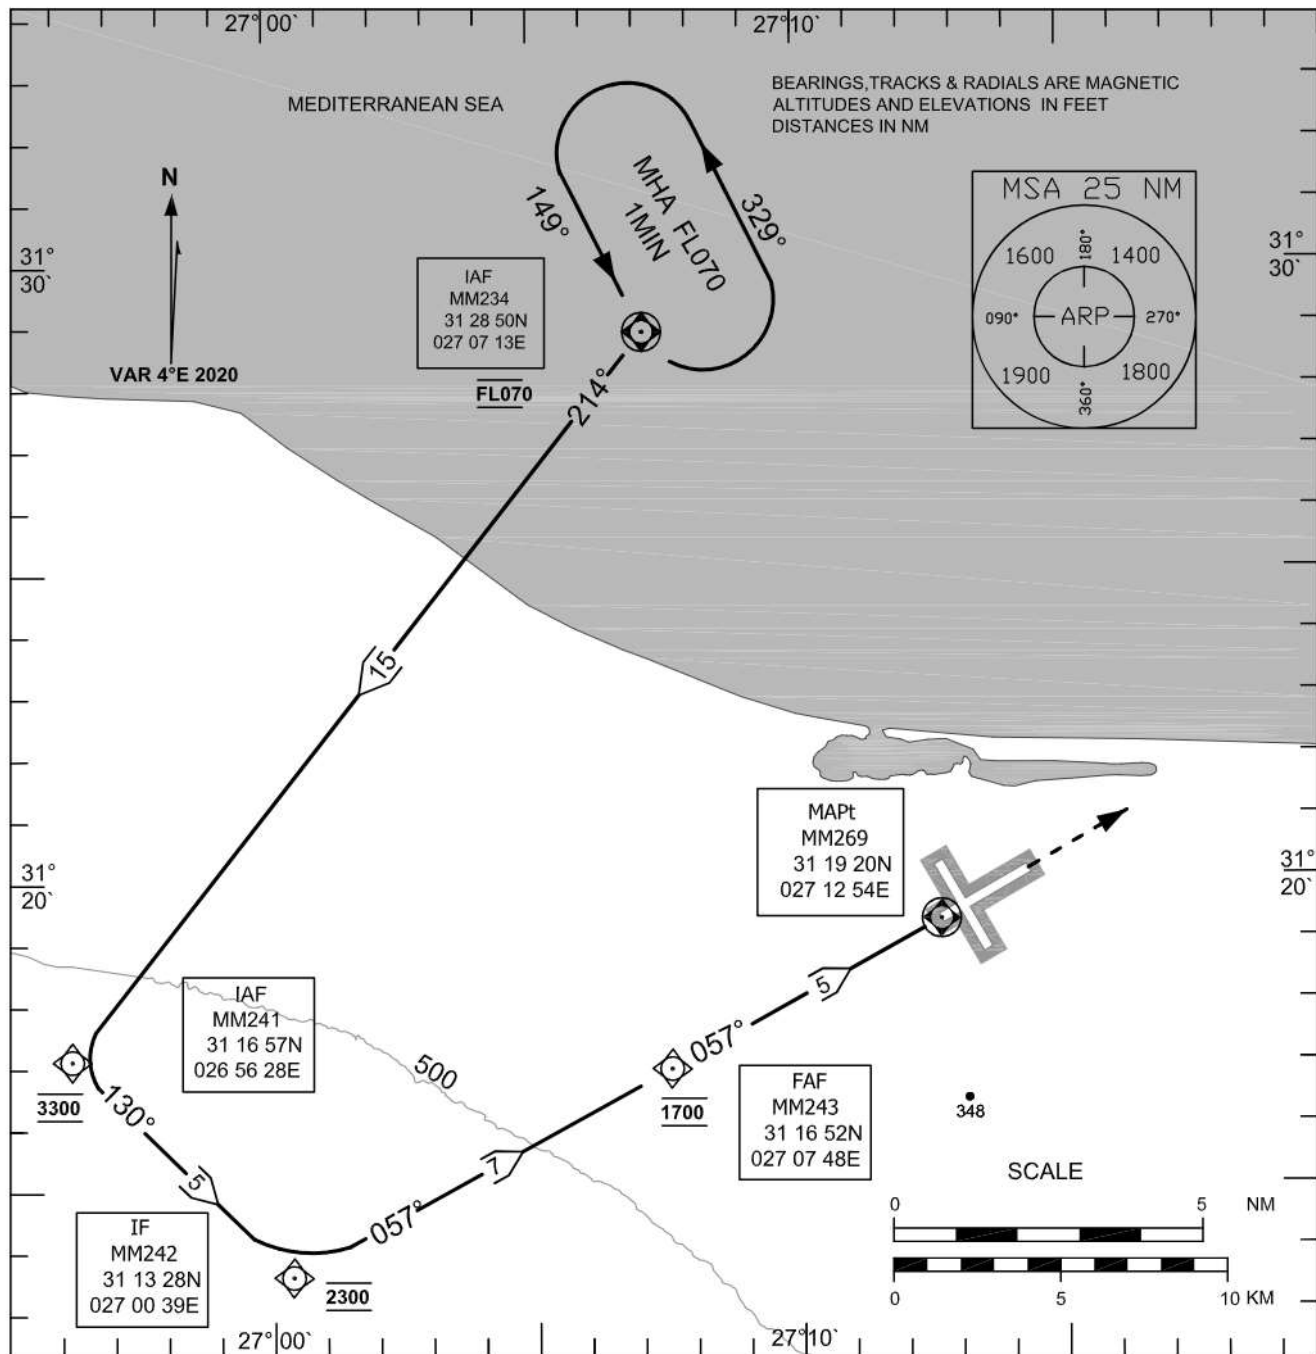 27° 00`
27° 10`
MEDITERRANEAN SEA
BEARINGS,TRACKS & RADIALS ARE MAGNETIC
ALTITUDES AND ELEVATIONS IN FEET
DISTANCES IN NM
N
VAR 4°E 2020
MSA 25 NM
1600
180°
1400
090°
ARP
270°
1900
360°
1800
31°
30`
31°
30`
149°
MHA FL070
1MIN
329°
IAF
MM234
31 28 50N
027 07 13E
FL070
214°
15
MAPt
MM269
31 19 20N
027 12 54E
31°
20`
31°
20`
IAF
MM241
31 16 57N
026 56 28E
3300
130°
5
500
5
057°
1700
FAF
MM243
31 16 52N
027 07 48E
348
7
057°
IF
MM242
31 13 28N
027 00 39E
2300
SCALE
0 5 NM
0 5 10 KM
27° 00`
27° 10`